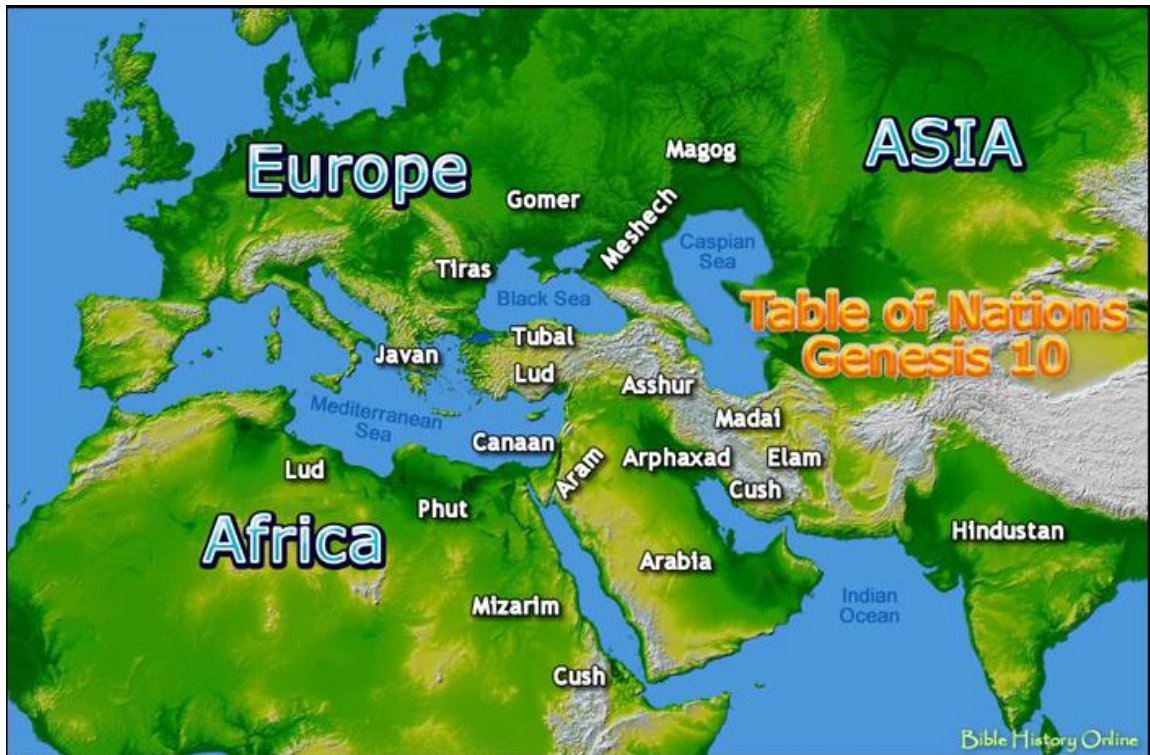 Europe
ASIA
Magog
Gomer
Meshech
Caspian
Sea
Tiras
Black Sea
Table of Nations
Genesis 10
Tubal
Javan
Lud
Asshur
Mediterranean
Sea
Madai
Canaan
Aram
Arphaxad
Elam
Lud
Cush
Phut
Africa
Hindustan
Arabia
Indian
Ocean
Mizarim
Cush
Bible History Online